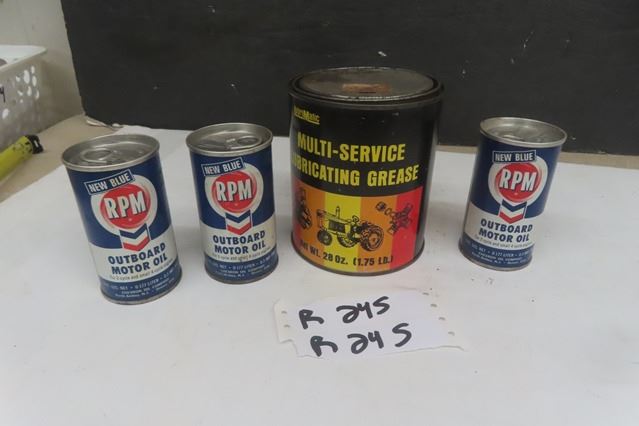 NEW BLUE
RPM
OUTBOARD
MOTOR OIL
NEW BLUE
RPM
OUTBOARD
MOTOR OIL
MULTI-SERVICE
LUBRICATING GREASE
Net Wt. 28 Oz. (1.75 Lb.)
NEW BLUE
RPM
OUTBOARD
MOTOR OIL
R 245
R 245